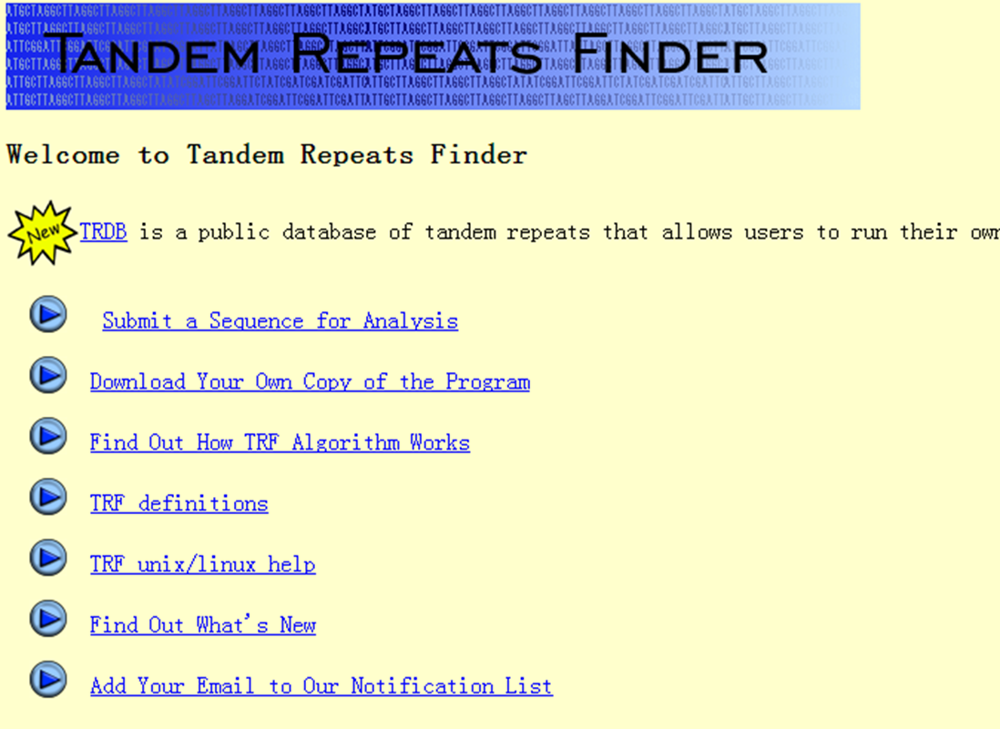 TANDEM REPEATS FINDER
Welcome to Tandem Repeats Finder
New TRDB is a public database of tandem repeats that allows users to run their own
Submit a Sequence for Analysis
Download Your Own Copy of the Program
Find Out How TRF Algorithm Works
TRF definitions
TRF unix/linux help
Find Out What's New
Add Your Email to Our Notification List